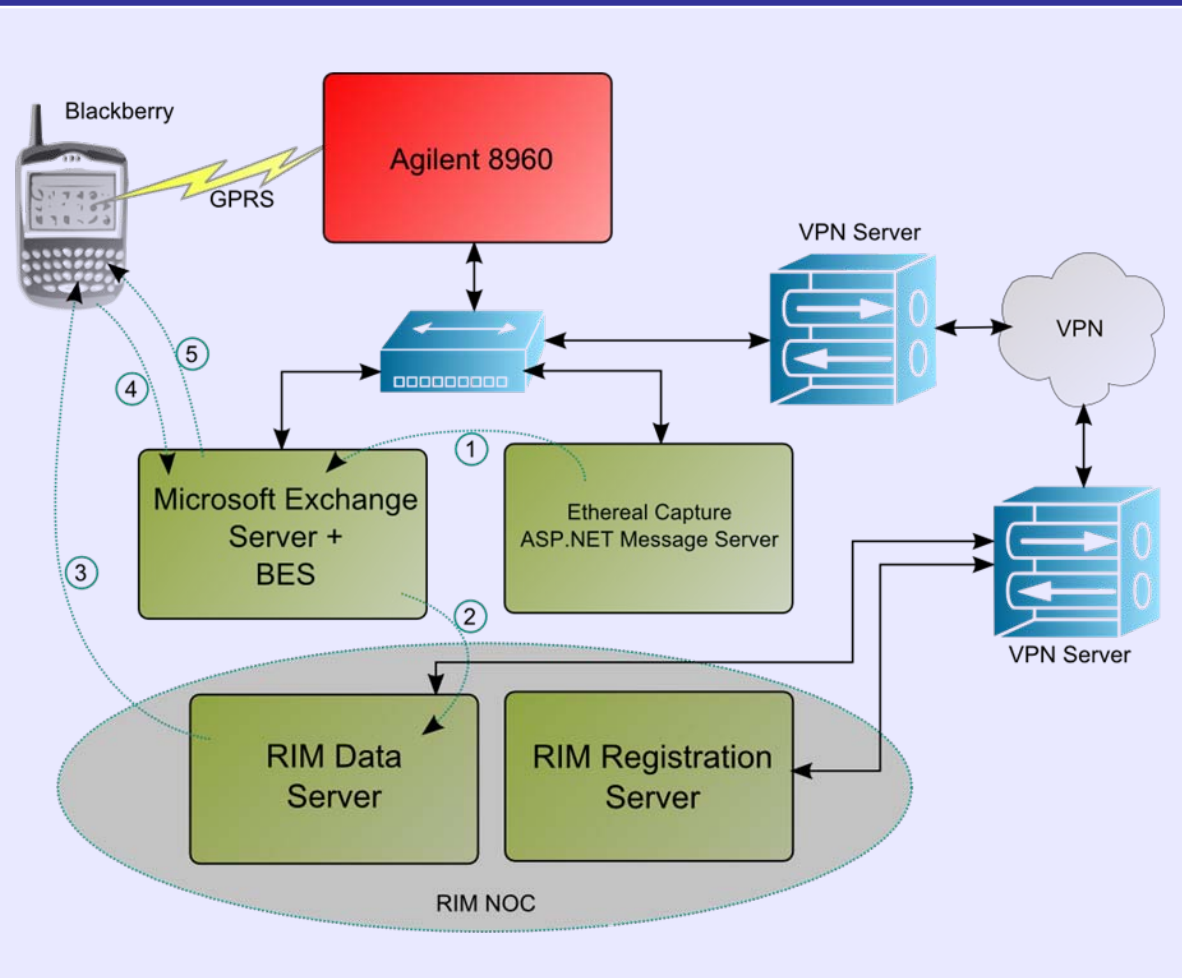 Blackberry
Agilent 8960
GPRS
VPN Server
VPN
5
4
1
Microsoft Exchange
Server +
BES
Ethereal Capture
ASP.NET Message Server
3
2
VPN Server
RIM Data
Server
RIM Registration
Server
RIM NOC